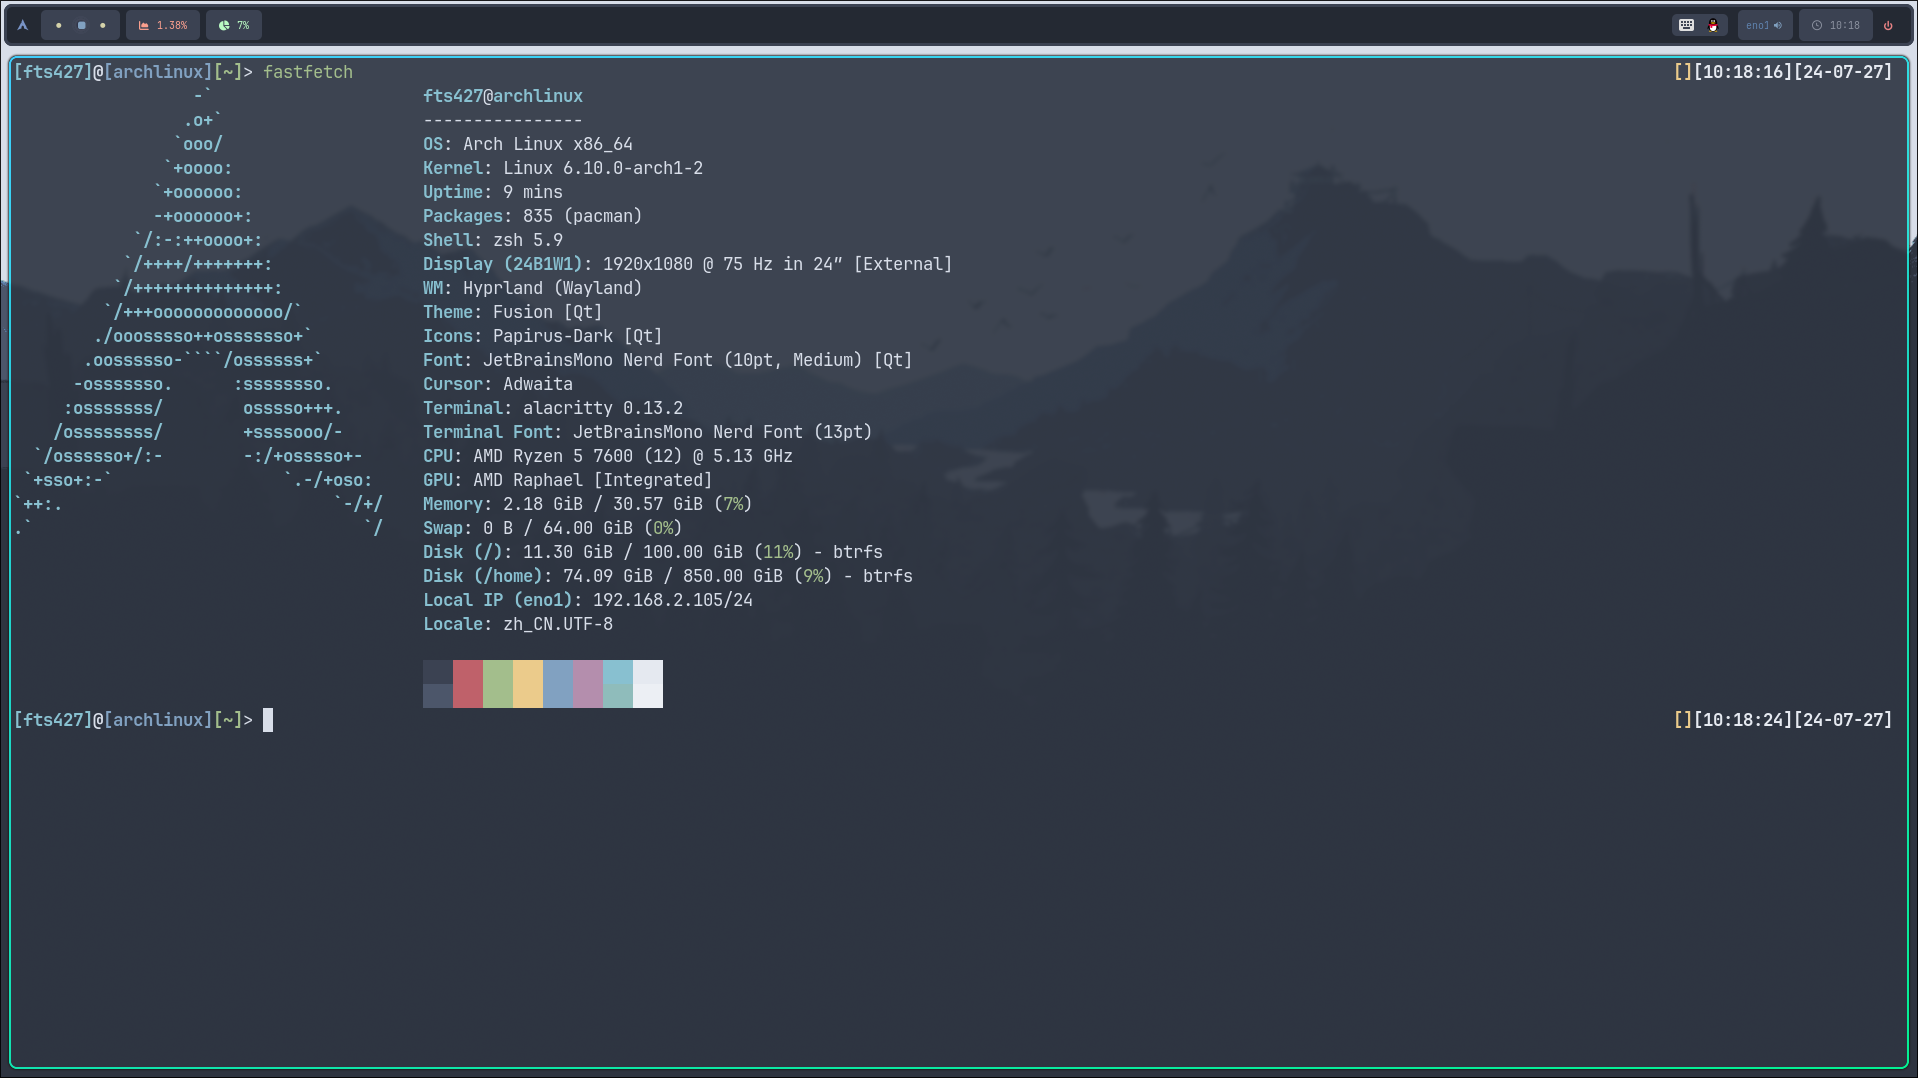 1.38%
7%
eno1
10:18
[fts427]@[archlinux][~]> fastfetch [][10:18:16][24-07-27]
-`
.o+`
`ooo/
`+oooo:
`+oooooo:
-+oooooo+:
`/:-:++oooo+:
`/++++/+++++++:
`/++++++++++++++:
`/+++ooooooooooooo/`
./ooosssso++osssssso+`
.oossssso-````/ossssss+`
-osssssso. :ssssssso.
:osssssss/ osssso+++.
/ossssssss/ +ssssooo/-
`/ossssso+/:- -:/+osssso+-
`+sso+:-` `.-/+oso:
`++:. `-/+/
.` `/
fts427@archlinux
----------------
OS: Arch Linux x86_64
Kernel: Linux 6.10.0-arch1-2
Uptime: 9 mins
Packages: 835 (pacman)
Shell: zsh 5.9
Display (24B1W1): 1920x1080 @ 75 Hz in 24″ [External]
WM: Hyprland (Wayland)
Theme: Fusion [Qt]
Icons: Papirus-Dark [Qt]
Font: JetBrainsMono Nerd Font (10pt, Medium) [Qt]
Cursor: Adwaita
Terminal: alacritty 0.13.2
Terminal Font: JetBrainsMono Nerd Font (13pt)
CPU: AMD Ryzen 5 7600 (12) @ 5.13 GHz
GPU: AMD Raphael [Integrated]
Memory: 2.18 GiB / 30.57 GiB (7%)
Swap: 0 B / 64.00 GiB (0%)
Disk (/): 11.30 GiB / 100.00 GiB (11%) - btrfs
Disk (/home): 74.09 GiB / 850.00 GiB (9%) - btrfs
Local IP (eno1): 192.168.2.105/24
Locale: zh_CN.UTF-8
[fts427]@[archlinux][~]> [][10:18:24][24-07-27]